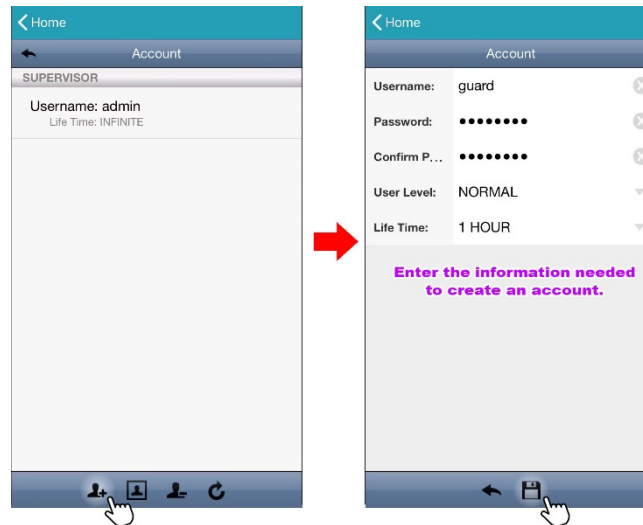 Home
Account
SUPERVISOR
Username: admin
Life Time: INFINITE
Home
Account
Username: guard
Password: ••••••••
Confirm P... ••••••••
User Level: NORMAL
Life Time: 1 HOUR
Enter the information needed
to create an account.